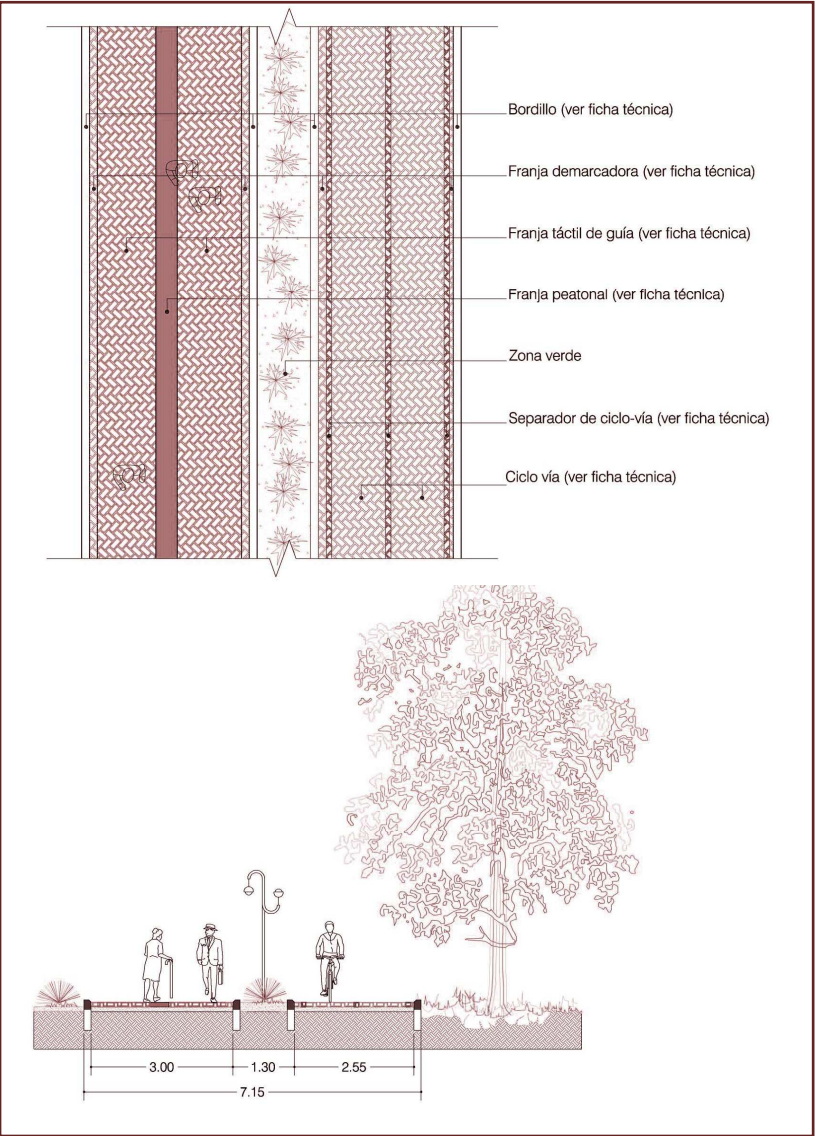 Bordillo (ver ficha técnica)
Franja demarcadora (ver ficha técnica)
Franja táctil de guía (ver ficha técnica)
Franja peatonal (ver ficha técnica)
Zona verde
Separador de ciclo-vía (ver ficha técnica)
Ciclo vía (ver ficha técnica)
3.00
1.30
2.55
7.15